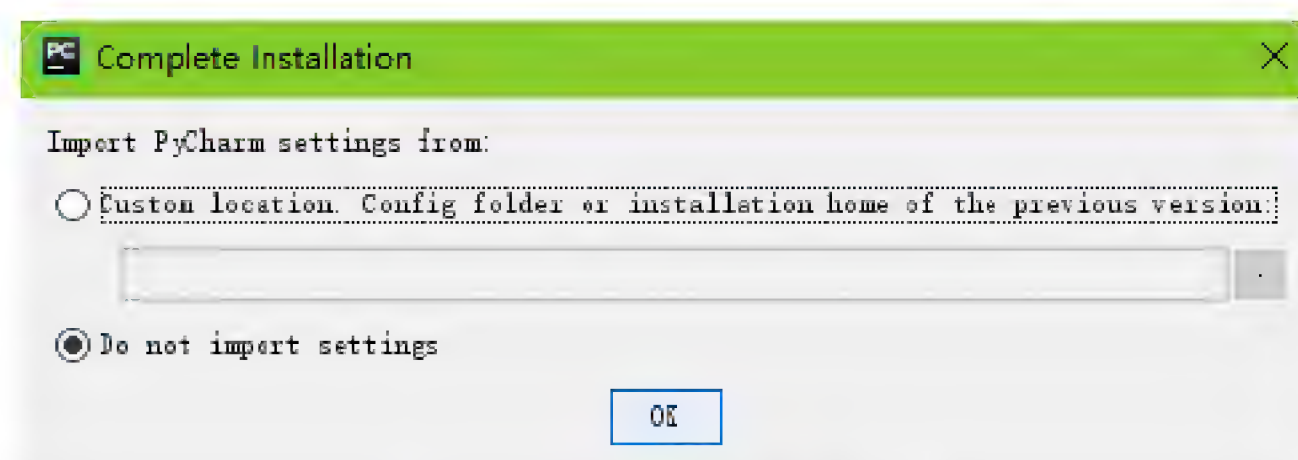 PC Complete Installation
Import PyCharm settings from:
Custom location. Config folder or installation home of the previous version:
Do not import settings
OK